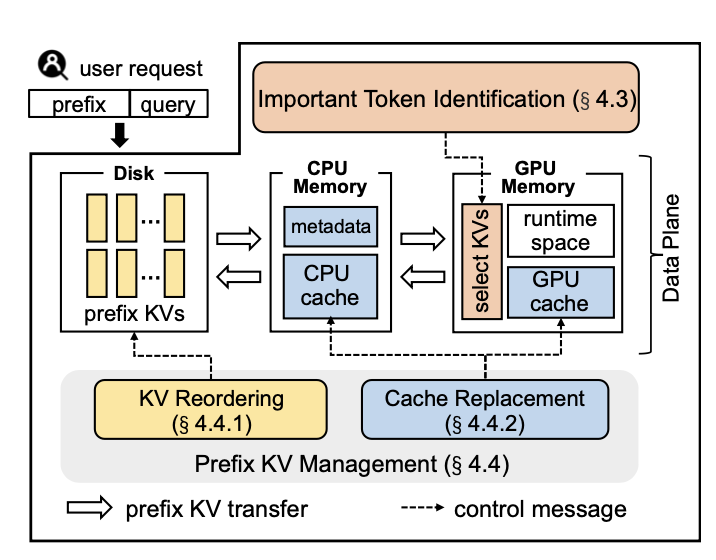 user request
prefix
query
Important Token Identification (§ 4.3)
Disk
prefix KVs
CPU
Memory
metadata
CPU
cache
GPU
Memory
select KVs
runtime
space
GPU
cache
Data Plane
KV Reordering
(§ 4.4.1)
Cache Replacement
(§ 4.4.2)
Prefix KV Management (§ 4.4)
prefix KV transfer
control message